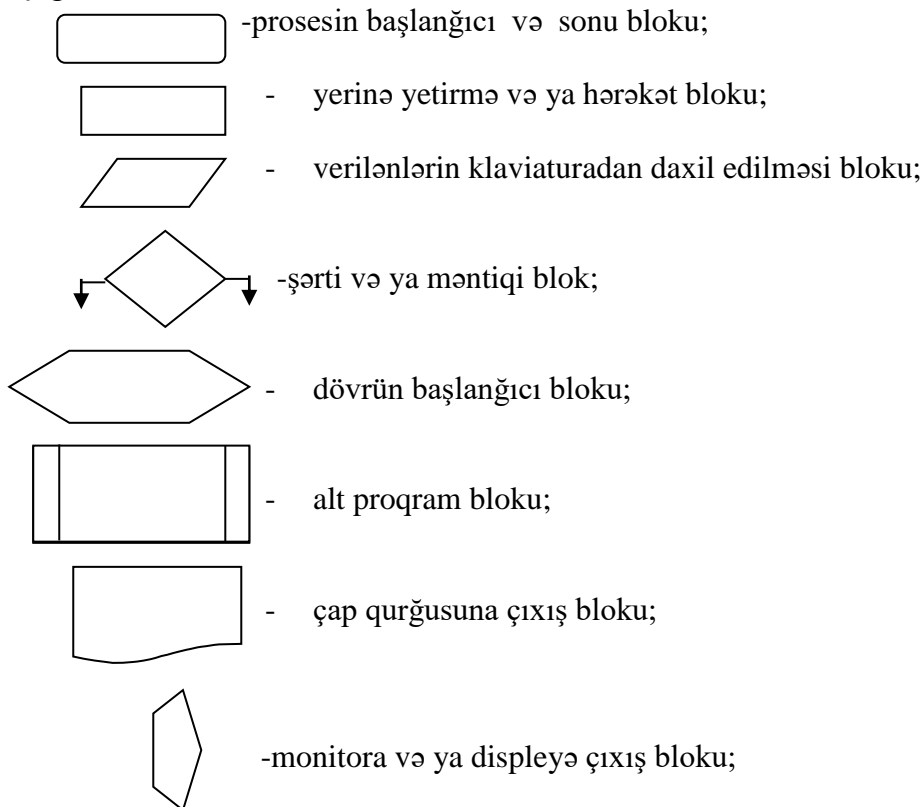 -prosesin başlanğıcı və sonu bloku;
- yerinə yetirmə və ya hərəkət bloku;
- verilənlərin klaviaturadan daxil edilməsi bloku;
-şərti və ya məntiqi blok;
- dövrün başlanğıcı bloku;
- alt proqram bloku;
- çap qurğusuna çıxış bloku;
-monitora və ya displeyə çıxış bloku;